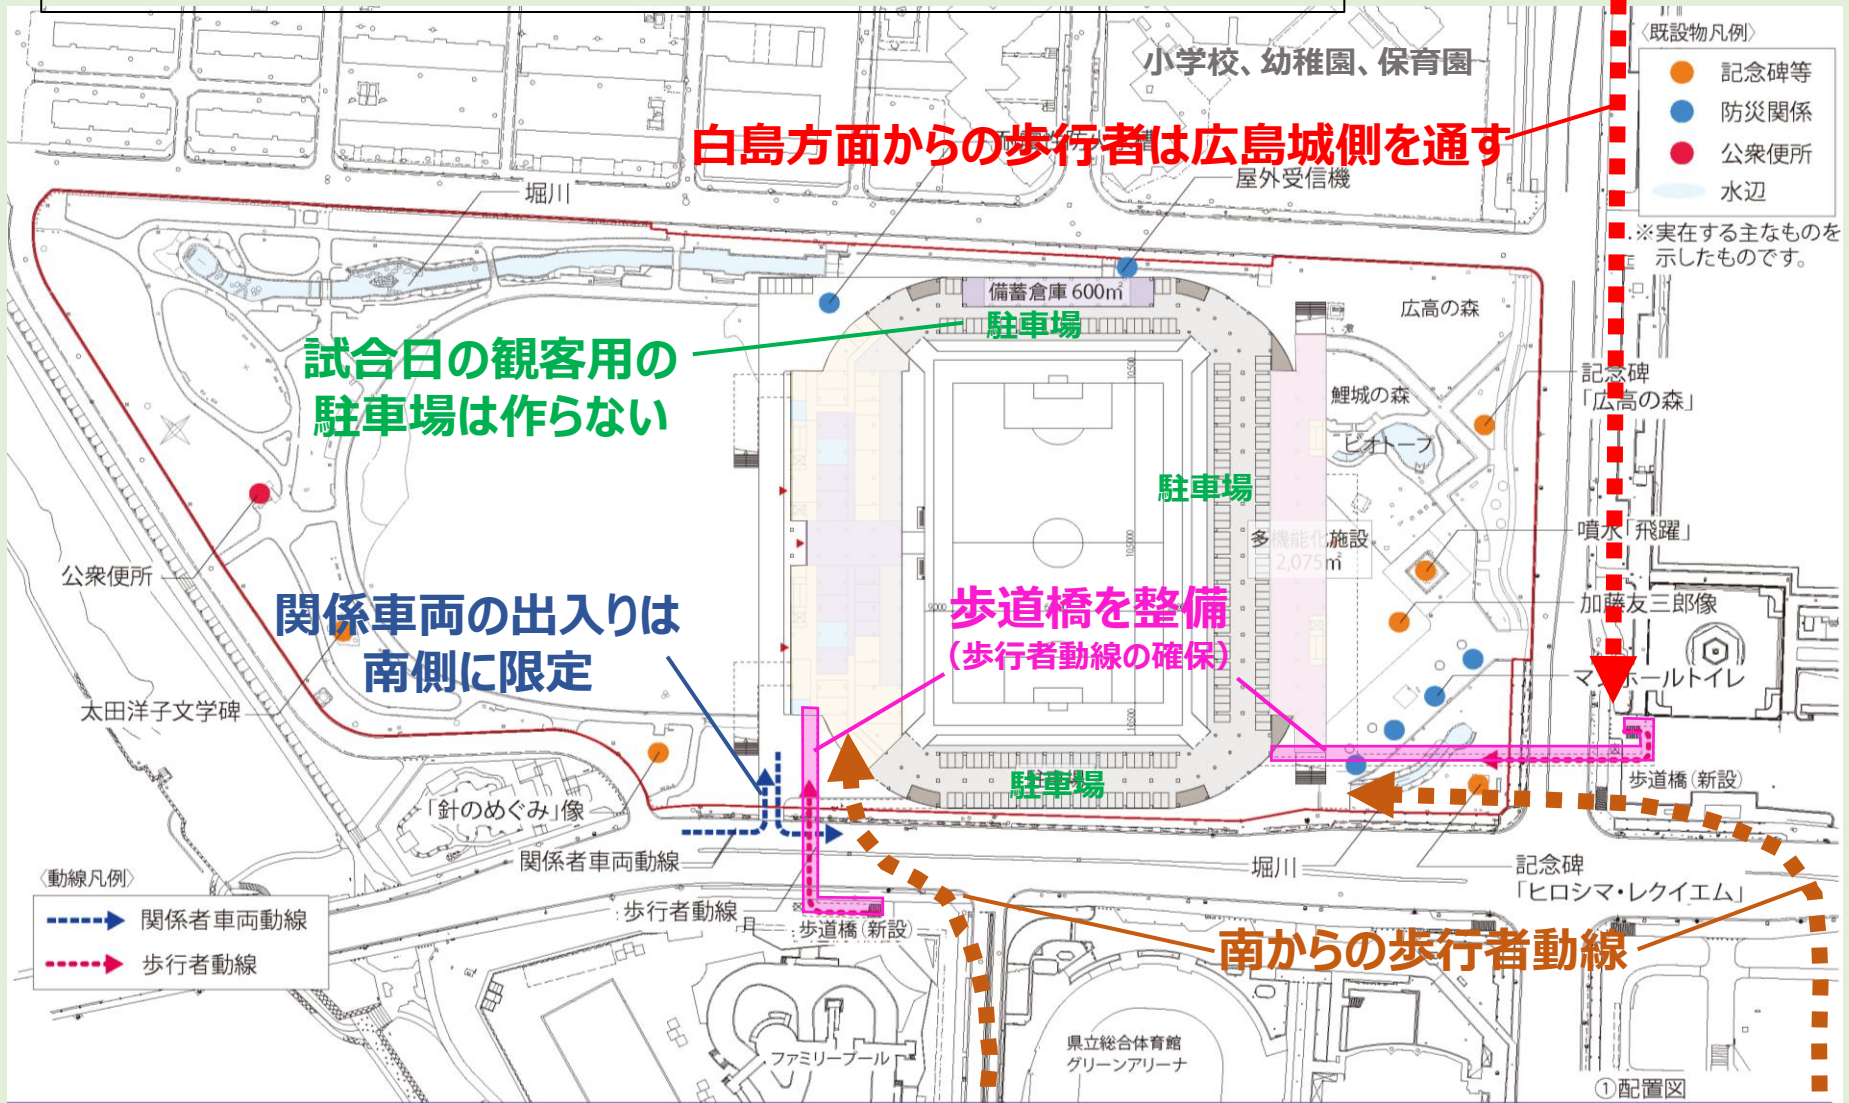 小学校、幼稚園、保育園
〈既設物凡例〉
記念碑等
防災関係
公衆便所
水辺
※実在する主なものを
示したものです。
白島方面からの歩行者は広島城側を通す
屋外受信機
堀川
備蓄倉庫 600㎡
駐車場
広高の森
試合日の観客用の
駐車場は作らない
記念碑
「広高の森」
鯉城の森
ビオトープ
駐車場
噴水「飛躍」
多機能化施設
2,075㎡
公衆便所
関係車両の出入りは
南側に限定
歩道橋を整備
（歩行者動線の確保）
加藤友三郎像
マンホールトイレ
太田洋子文学碑
駐車場
歩道橋（新設）
「針のめぐみ」像
関係者車両動線
堀川
記念碑
「ヒロシマ・レクイエム」
〈動線凡例〉
関係者車両動線
歩行者動線
歩行者動線
歩道橋（新設）
南からの歩行者動線
ファミリープール
県立総合体育館
グリーンアリーナ
①配置図